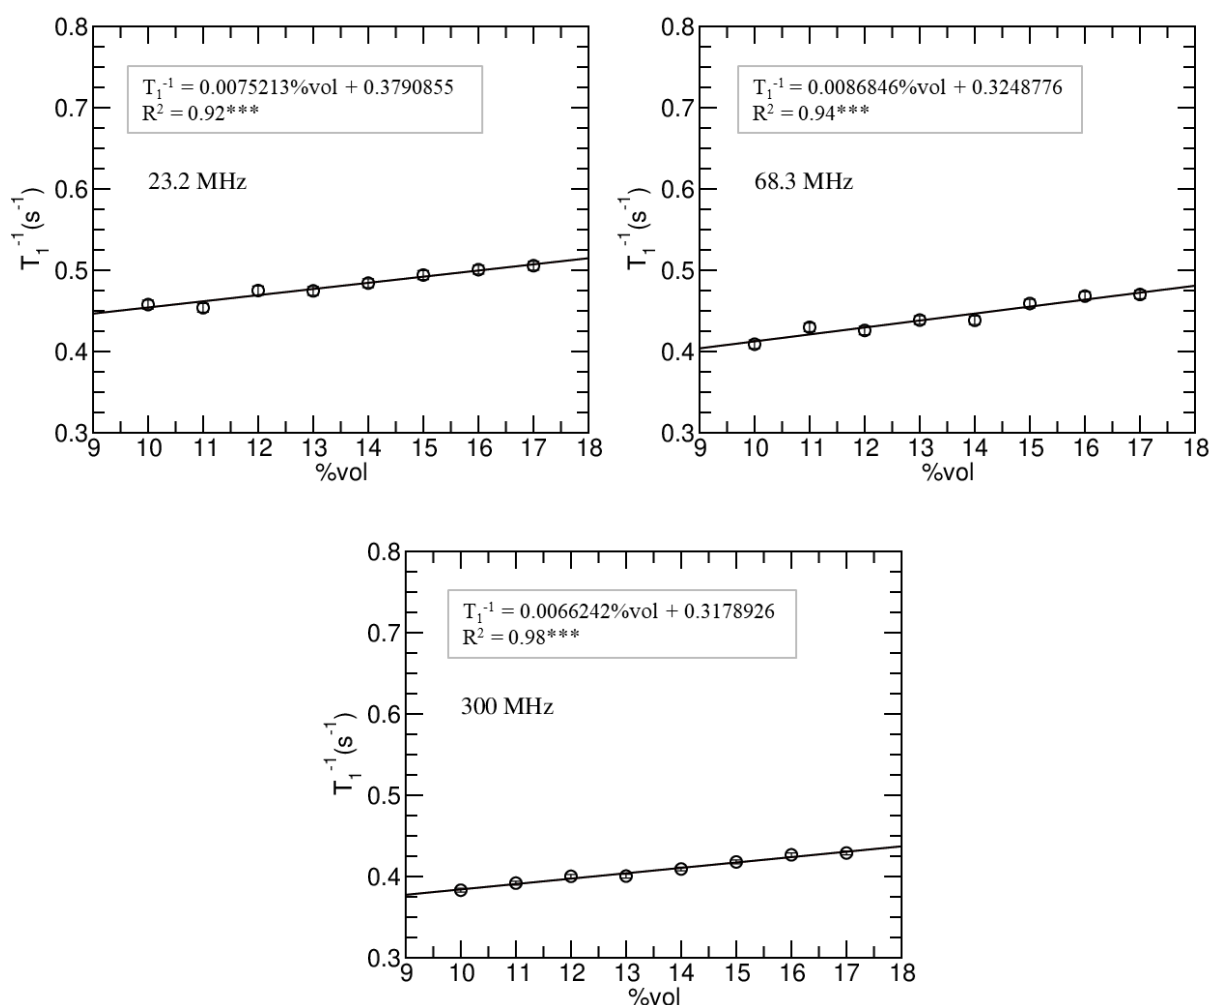 0.8
0.7
0.6
0.5
0.4
0.3
T₁⁻¹(s⁻¹)
T₁⁻¹ = 0.0075213%vol + 0.3790855
R² = 0.92***
23.2 MHz
9 10 11 12 13 14 15 16 17 18
%vol
0.8
0.7
0.6
0.5
0.4
0.3
T₁⁻¹(s⁻¹)
T₁⁻¹ = 0.0086846%vol + 0.3248776
R² = 0.94***
68.3 MHz
9 10 11 12 13 14 15 16 17 18
%vol
0.8
0.7
0.6
0.5
0.4
0.3
T₁⁻¹(s⁻¹)
T₁⁻¹ = 0.0066242%vol + 0.3178926
R² = 0.98***
300 MHz
9 10 11 12 13 14 15 16 17 18
%vol